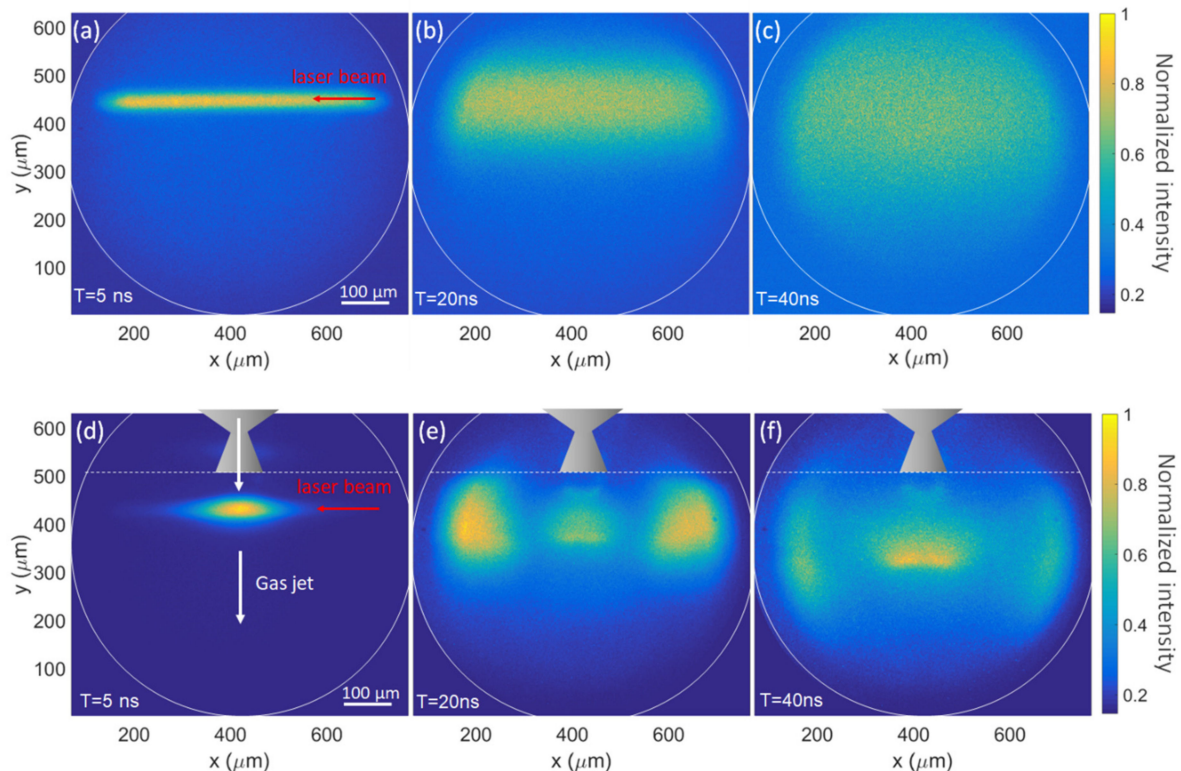 (a)
laser beam
T=5 ns
100 μm
(b)
T=20ns
(c)
T=40ns
y (μm)
600
500
400
300
200
100
200
400
600
x (μm)
200
400
600
x (μm)
200
400
600
x (μm)
1
0.8
0.6
0.4
0.2
Normalized intensity
(d)
laser beam
Gas jet
T=5 ns
100 μm
(e)
T=20ns
(f)
T=40ns
y (μm)
600
500
400
300
200
100
200
400
600
x (μm)
200
400
600
x (μm)
200
400
600
x (μm)
1
0.8
0.6
0.4
0.2
Normalized intensity